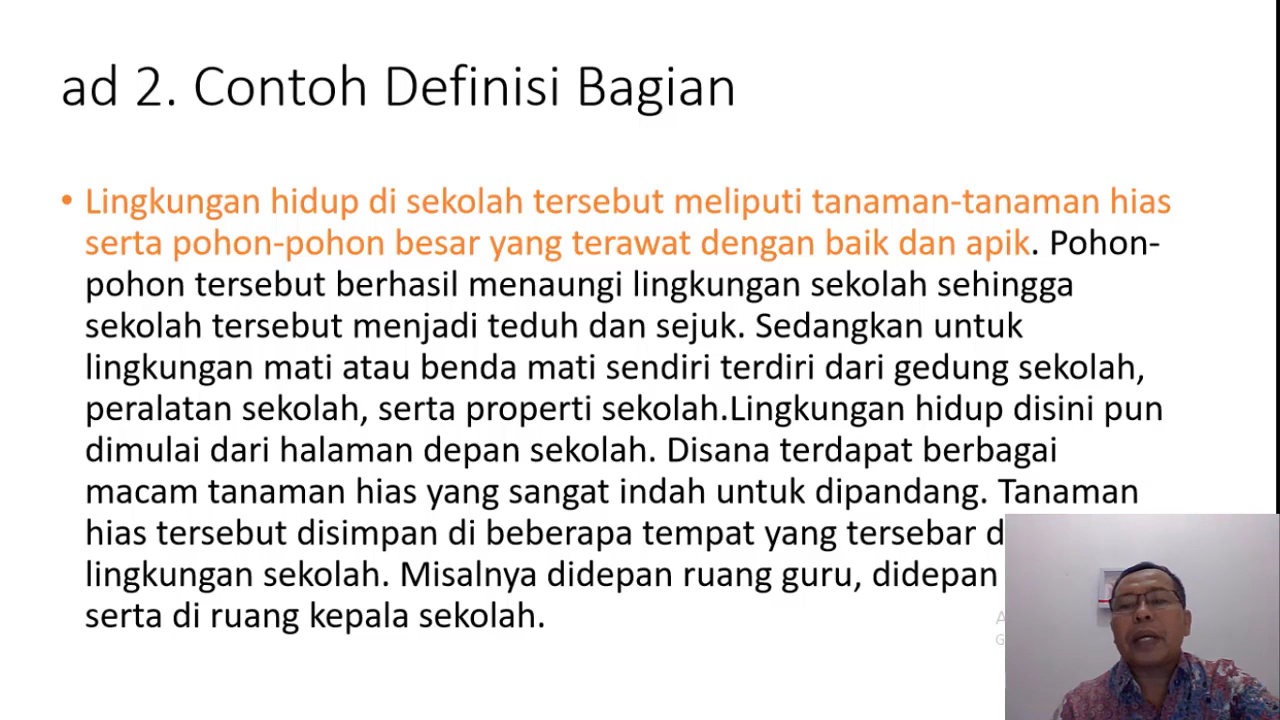 ad 2. Contoh Definisi Bagian
• Lingkungan hidup di sekolah tersebut meliputi tanaman-tanaman hias
serta pohon-pohon besar yang terawat dengan baik dan apik. Pohon-
pohon tersebut berhasil menaungi lingkungan sekolah sehingga
sekolah tersebut menjadi teduh dan sejuk. Sedangkan untuk
lingkungan mati atau benda mati sendiri terdiri dari gedung sekolah,
peralatan sekolah, serta properti sekolah.Lingkungan hidup disini pun
dimulai dari halaman depan sekolah. Disana terdapat berbagai
macam tanaman hias yang sangat indah untuk dipandang. Tanaman
hias tersebut disimpan di beberapa tempat yang tersebar
lingkungan sekolah. Misalnya didepan ruang guru, didepan
serta di ruang kepala sekolah.